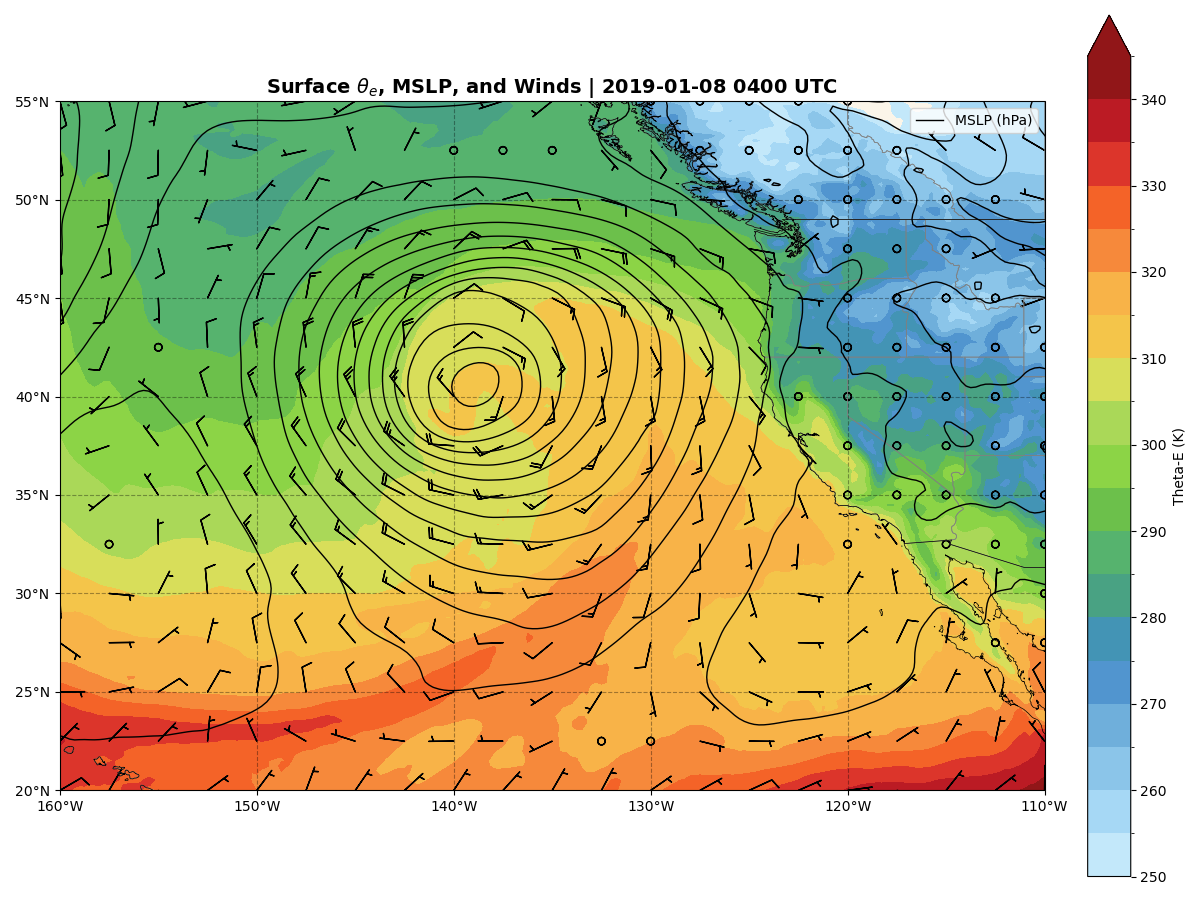 Surface θe, MSLP, and Winds | 2019-01-08 0400 UTC
MSLP (hPa)
55°N
50°N
45°N
40°N
35°N
30°N
25°N
20°N
160°W
150°W
140°W
130°W
120°W
110°W
340
330
320
310
300
290
280
270
260
250
Theta-E (K)